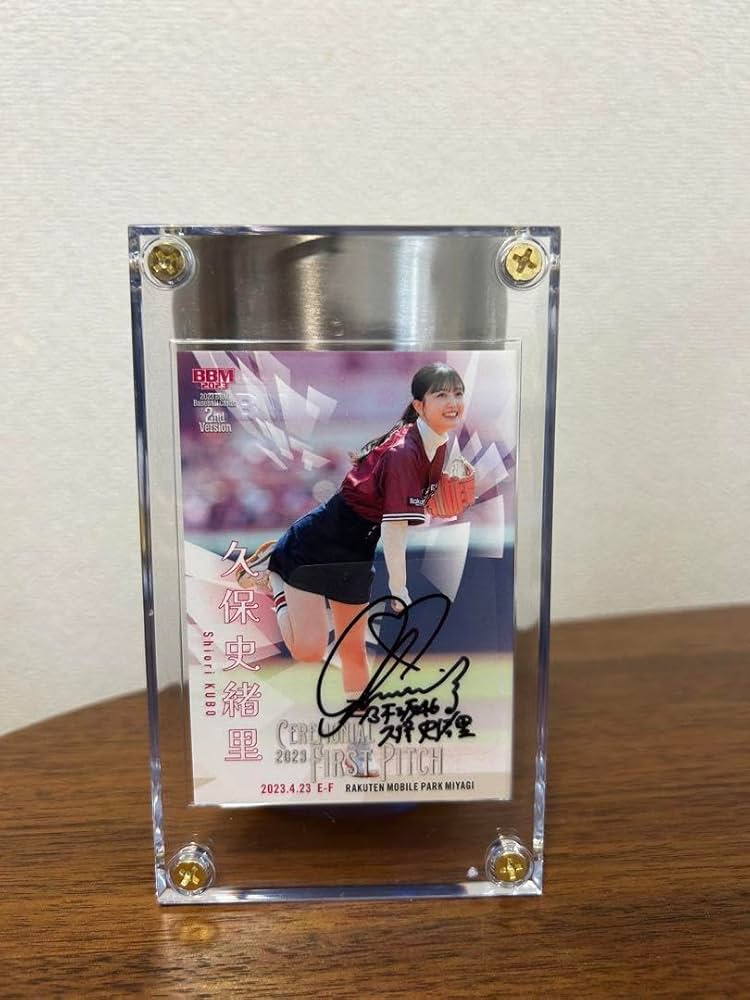 BBM
2023
2023 BBM
Baseball Cards
2nd
Version
久保史緒里
Shiori KUBO
乃木坂46
久保史緒里
CEREMONIAL
2023 FIRST PITCH
2023.4.23 E-F RAKUTEN MOBILE PARK MIYAGI